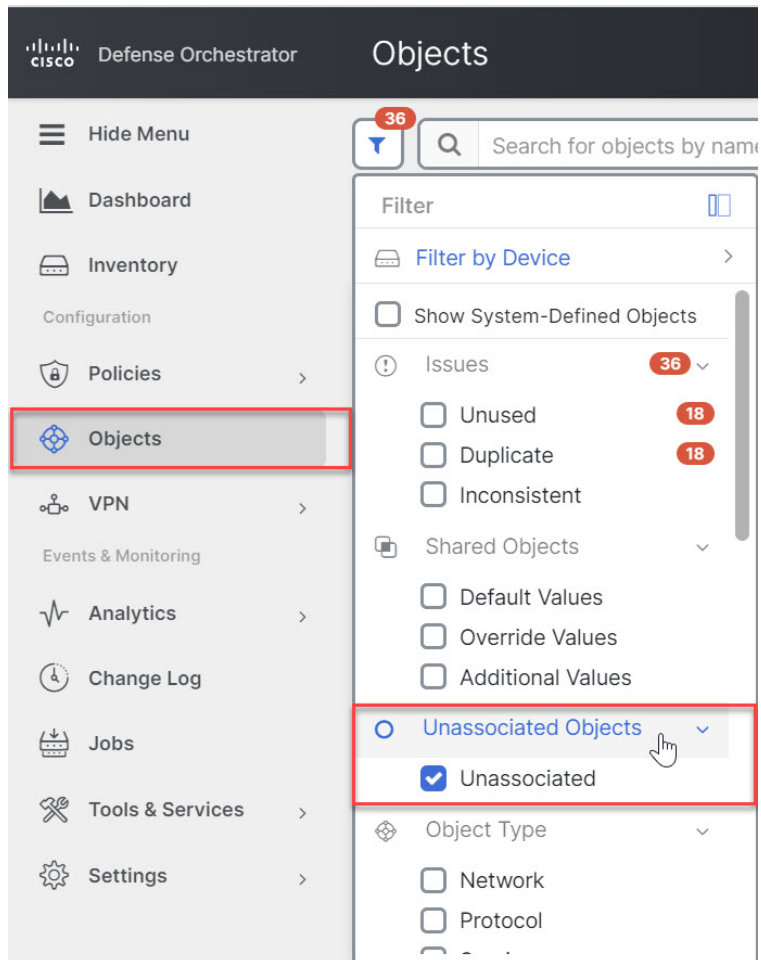 CISCO Defense Orchestrator
Objects
Hide Menu
Dashboard
Inventory
Configuration
Policies
Objects
VPN
Events & Monitoring
Analytics
Change Log
Jobs
Tools & Services
Settings
36
Search for objects by name
Filter
Filter by Device
Show System-Defined Objects
Issues 36
Unused 18
Duplicate 18
Inconsistent
Shared Objects
Default Values
Override Values
Additional Values
Unassociated Objects
Unassociated
Object Type
Network
Protocol